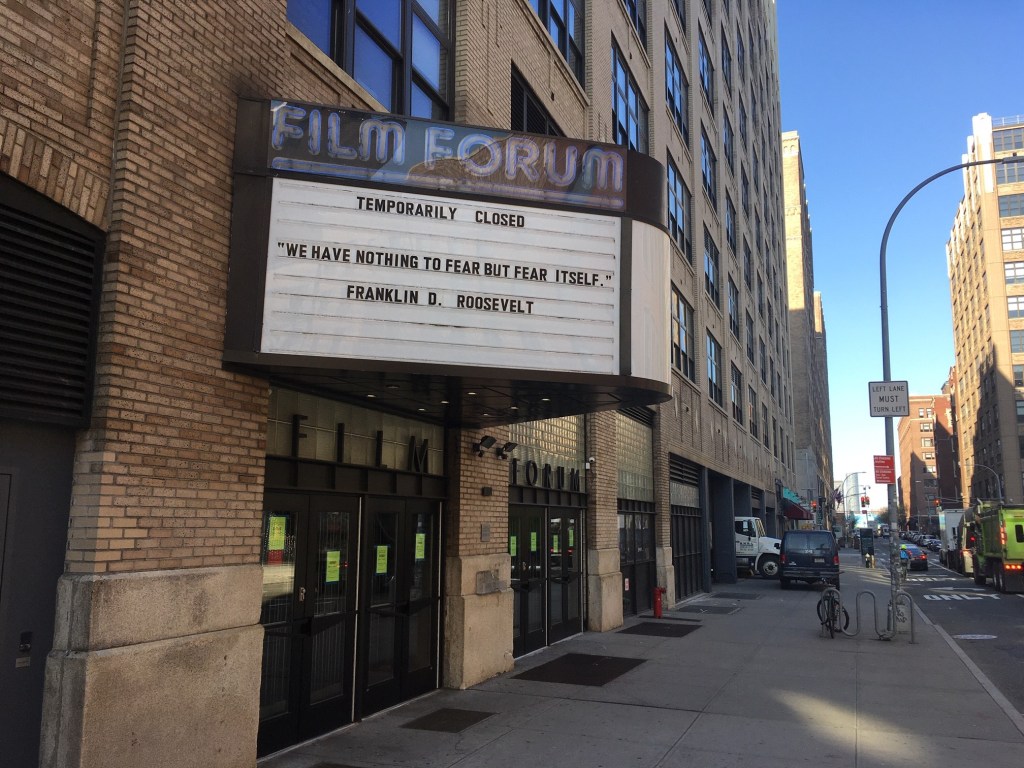 FILM FORUM
TEMPORARILY CLOSED
"WE HAVE NOTHING TO FEAR BUT FEAR ITSELF."
FRANKLIN D. ROOSEVELT
FILM
FORUM
LEFT LANE
MUST
TURN LEFT
ONLY